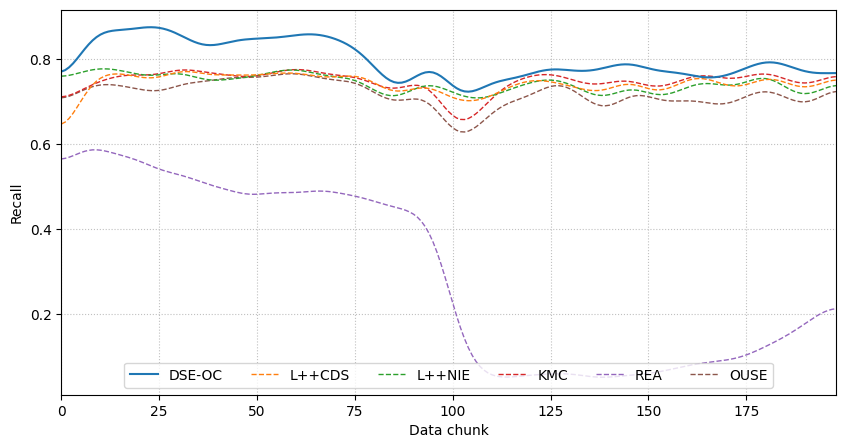 Recall
0.8
0.6
0.4
0.2
DSE-OC L++CDS L++NIE KMC REA OUSE
0 25 50 75 100 125 150 175
Data chunk